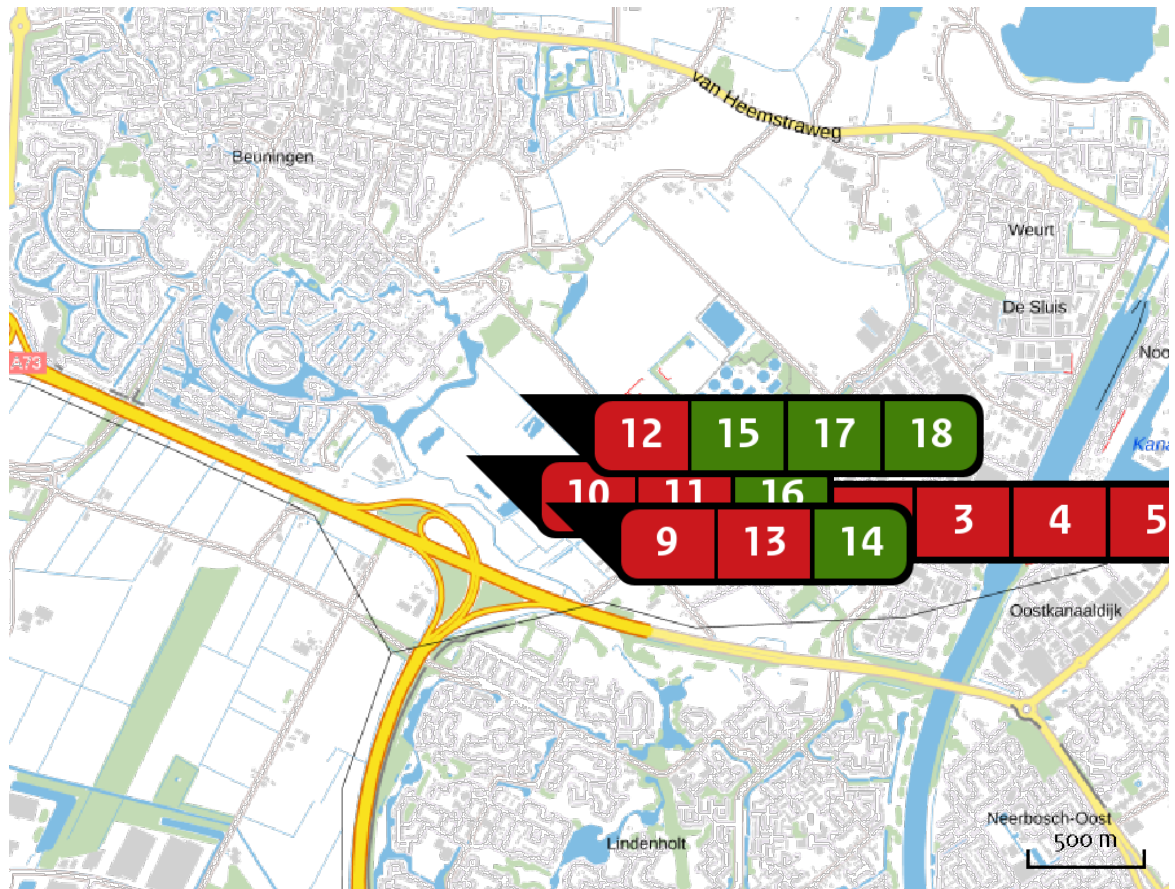 van Heemstraweg
Beuningen
Weurt
De Sluis
A73
Noo
12 15 17 18
Kana
10 11 16
3 4 5
9 13 14
Oostkanaaldijk
Neerbosch-Oost
Lindenholt
500 m